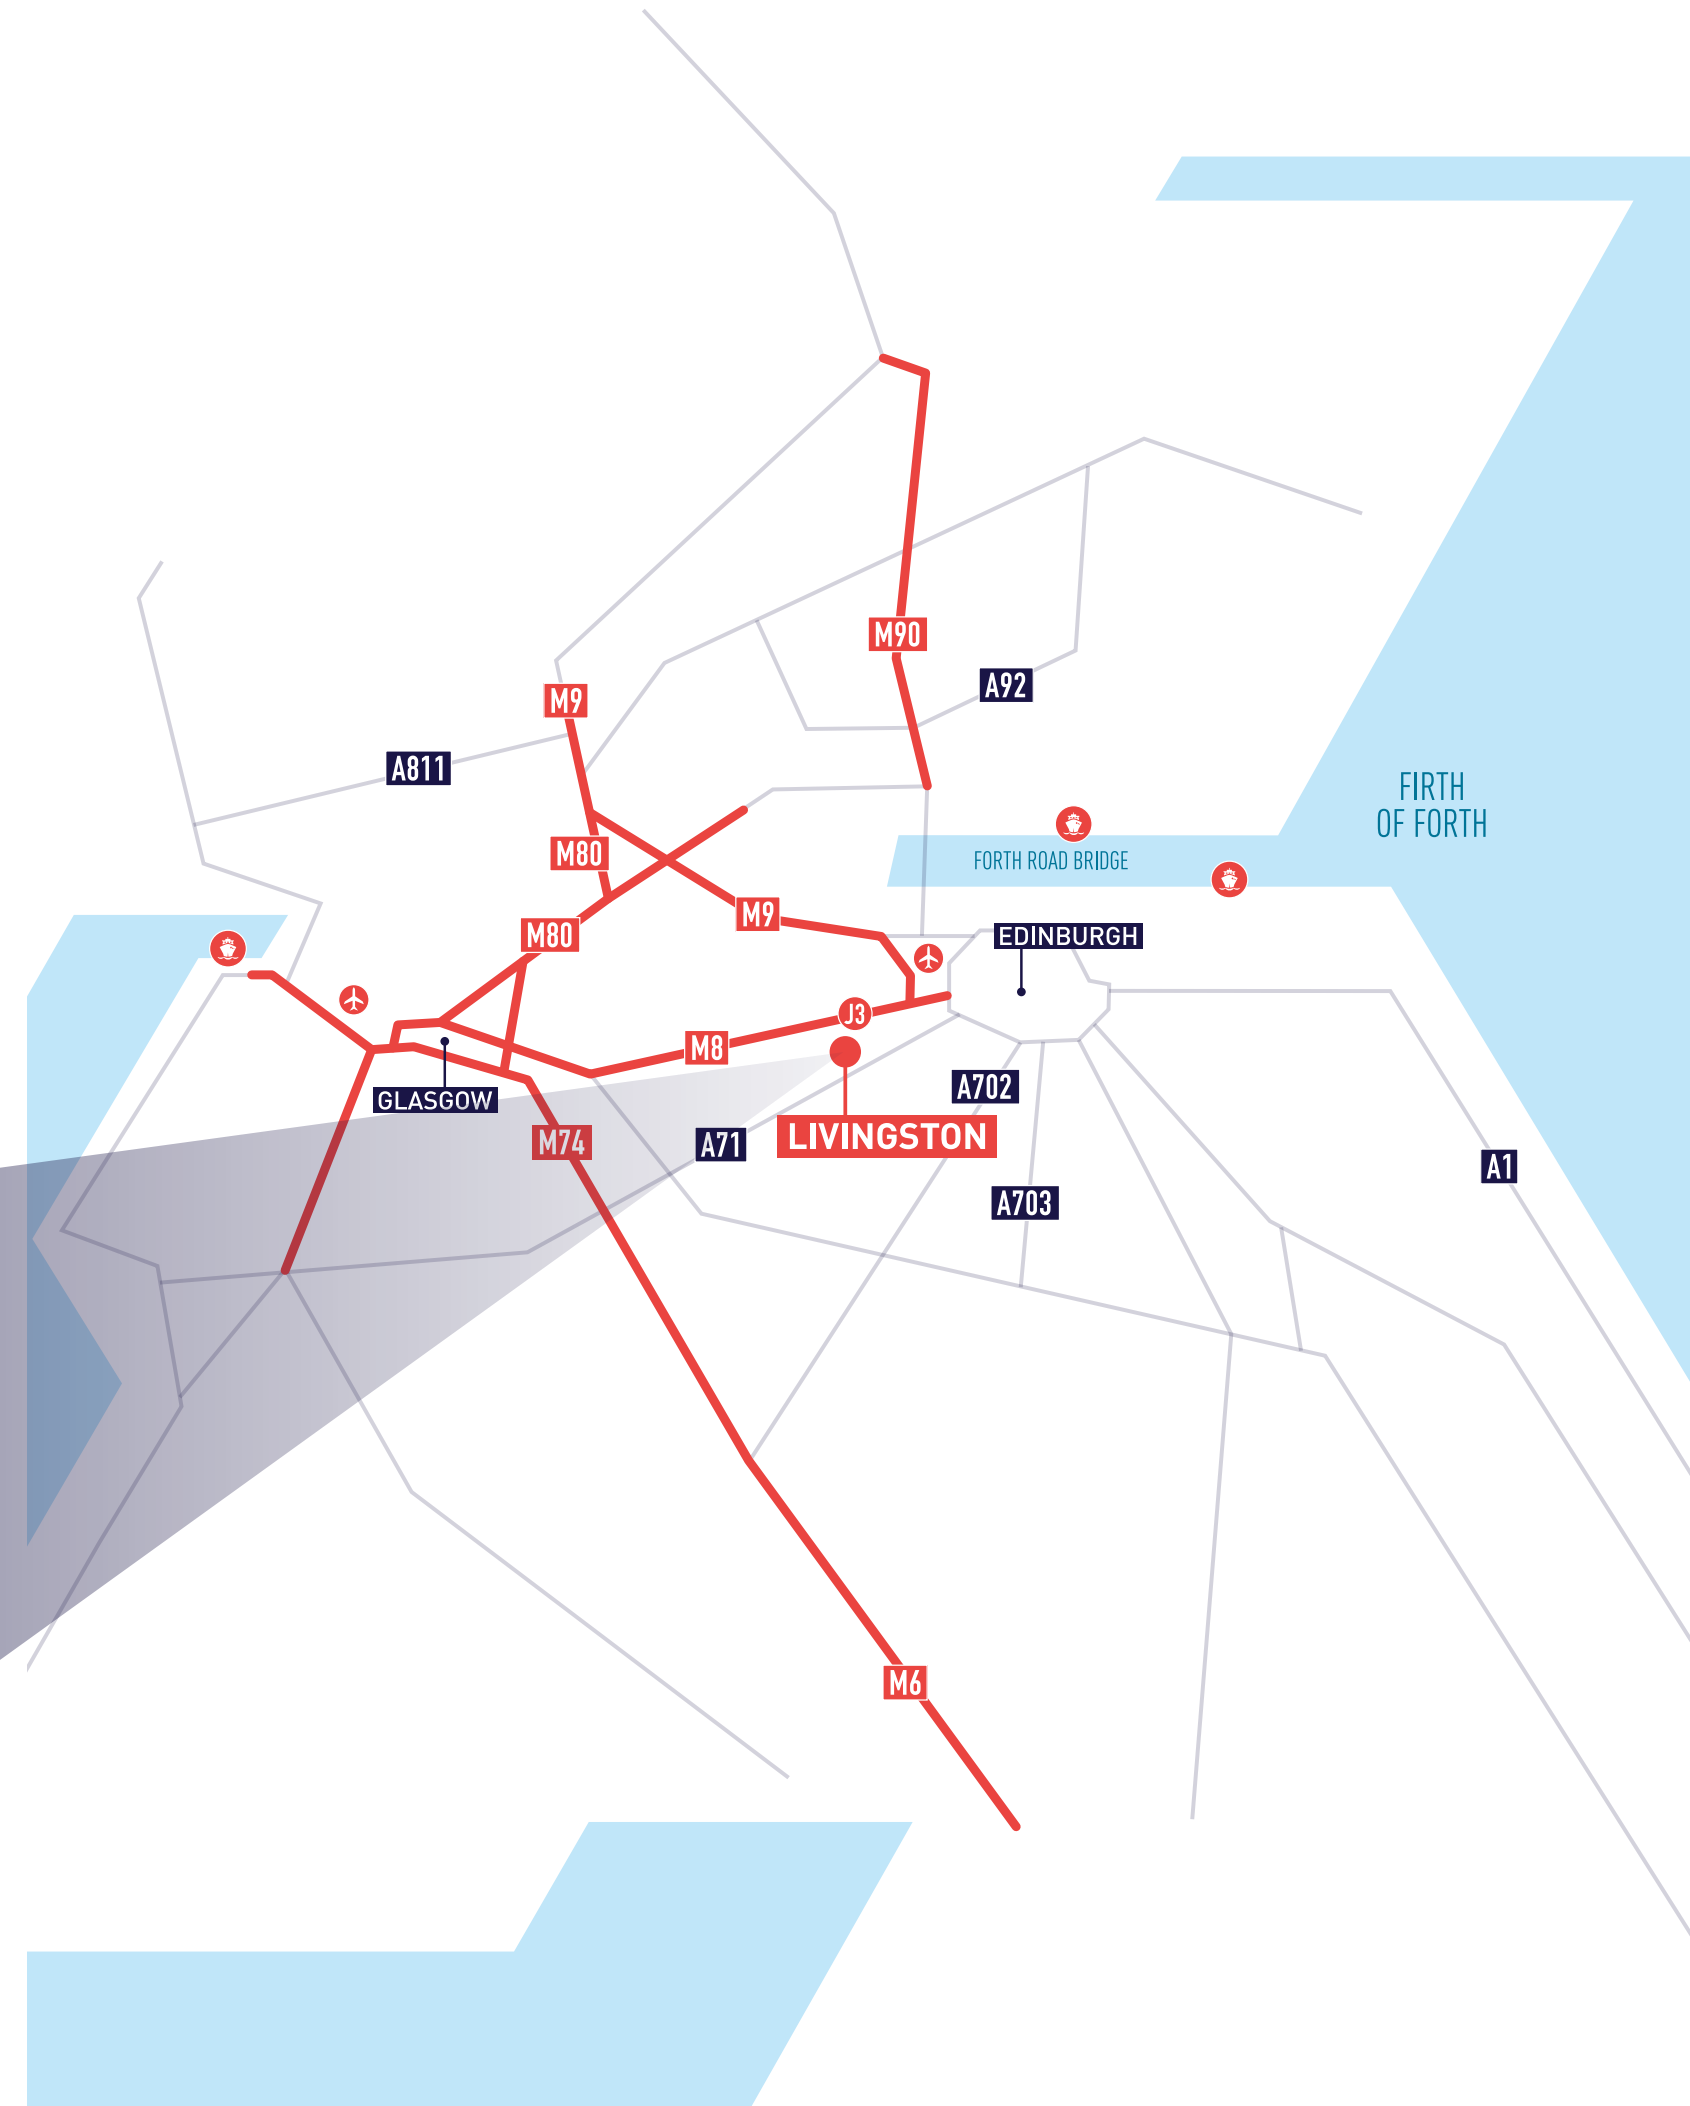 M90
A92
M9
A811
FIRTH
OF FORTH
M80
FORTH ROAD BRIDGE
M9
M80
EDINBURGH
J3
M8
A702
GLASGOW
M74
A71
LIVINGSTON
A1
A703
M6